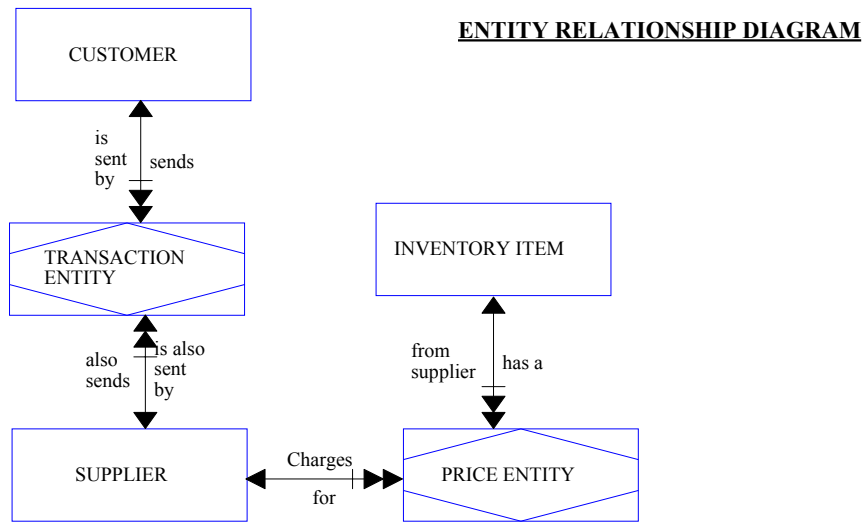 ENTITY RELATIONSHIP DIAGRAM
CUSTOMER
is
sent
by
sends
TRANSACTION
ENTITY
INVENTORY ITEM
also
sends
is also
sent
by
from
supplier
has a
SUPPLIER
Charges
for
PRICE ENTITY